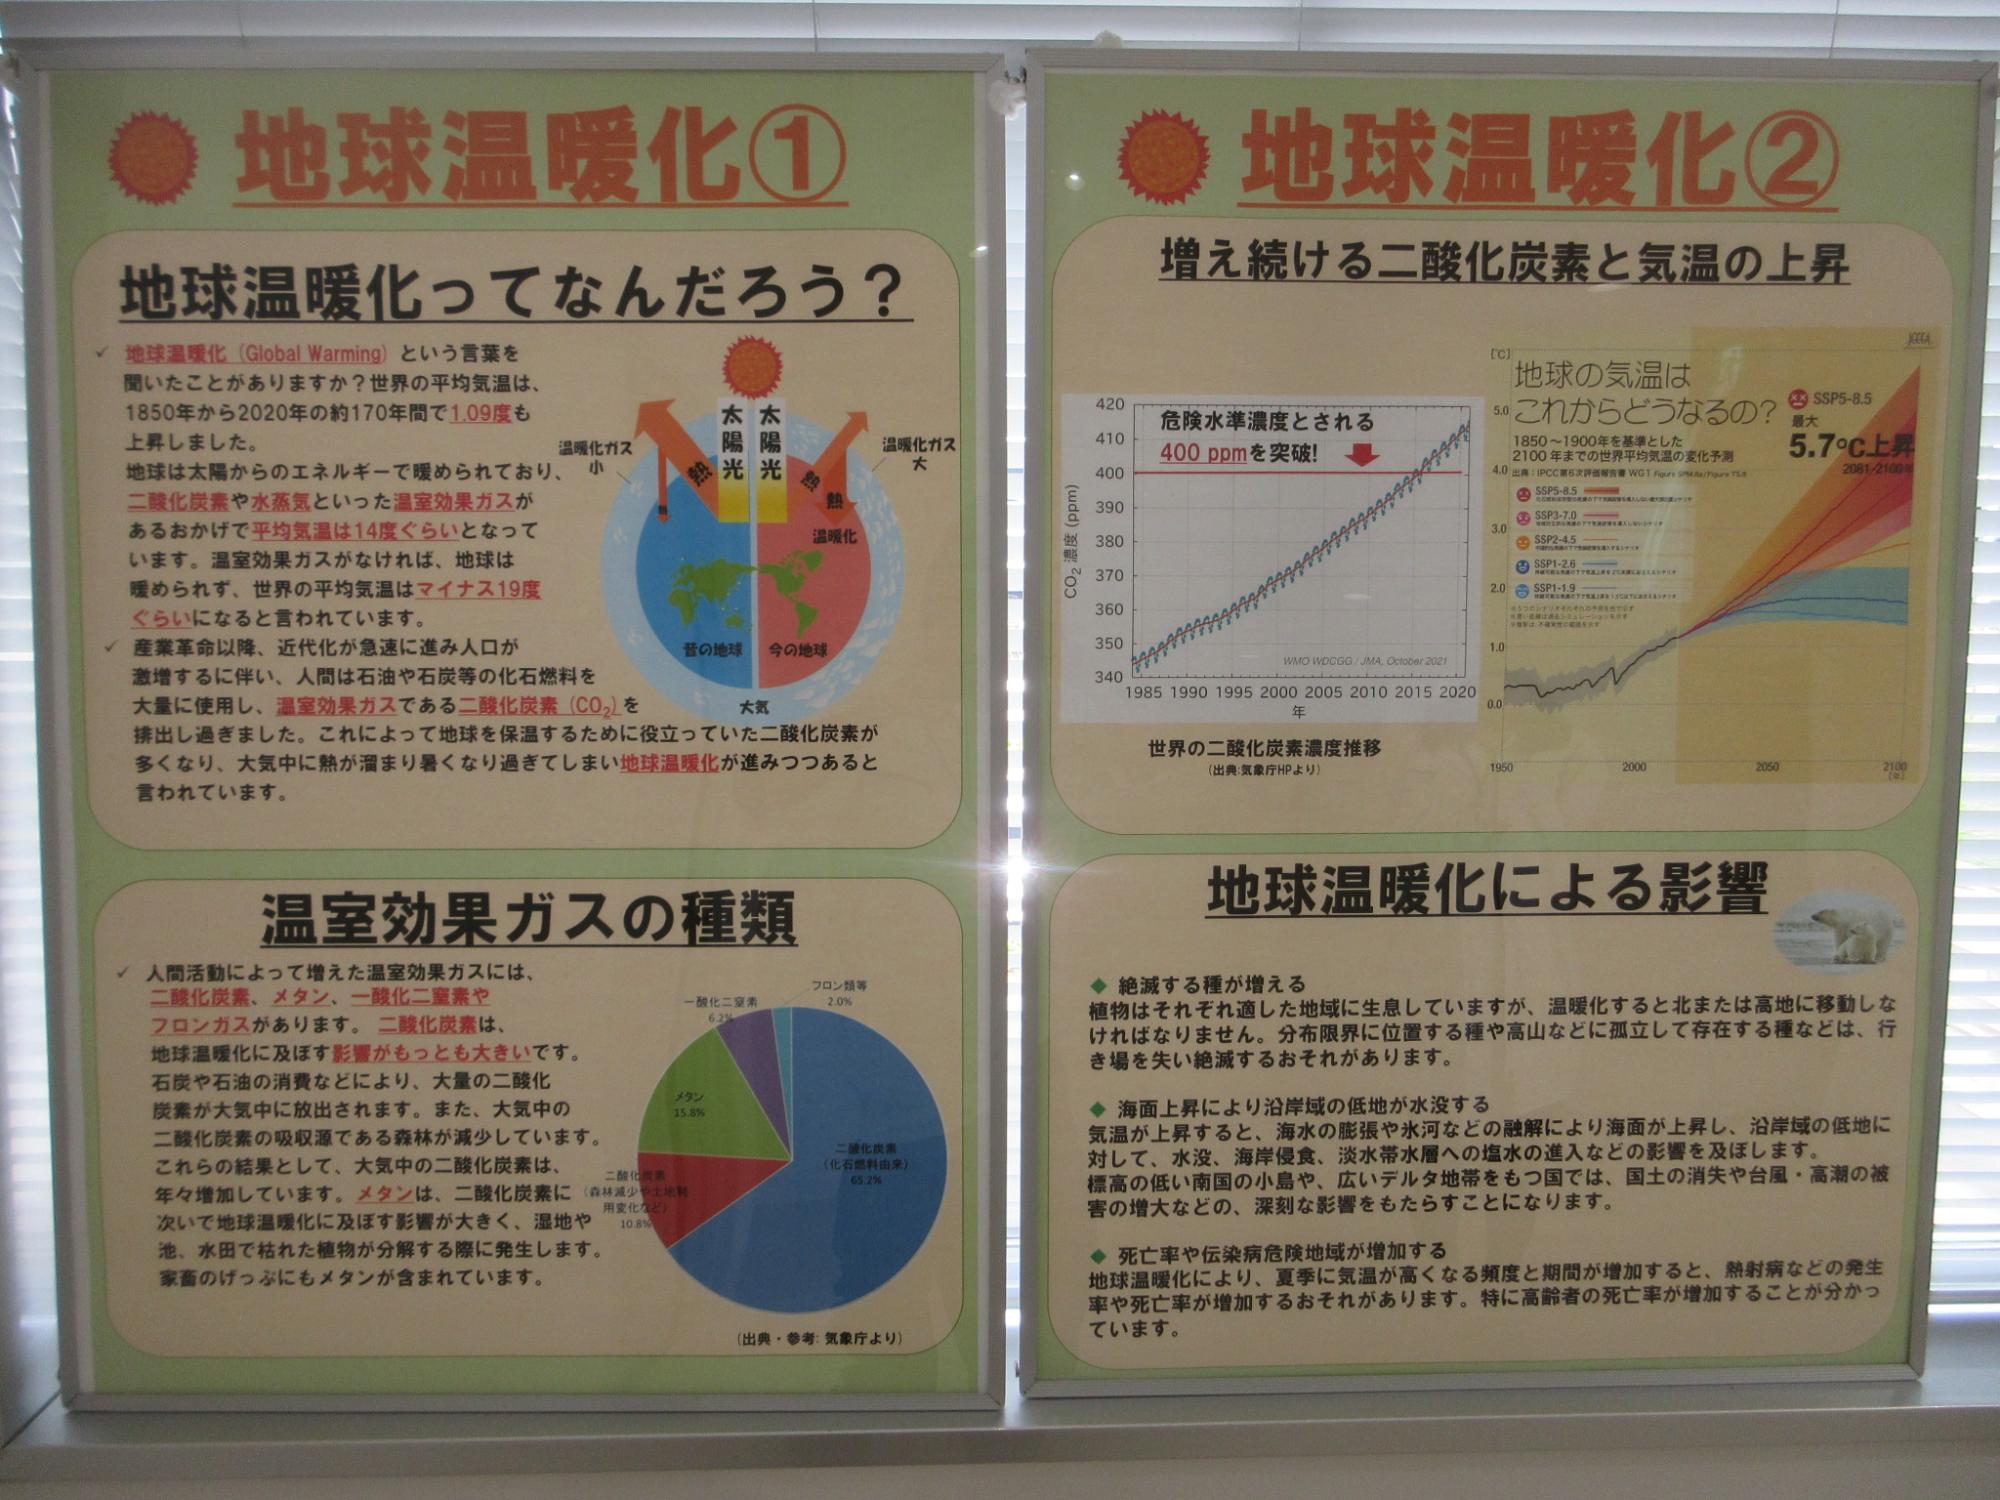 地球温暖化①
地球温暖化ってなんだろう？
✓ 地球温暖化（Global Warming）という言葉を
聞いたことがありますか？世界の平均気温は、
1850年から2020年の約170年間で1.09度も
上昇しました。
地球は太陽からのエネルギーで暖められており、
二酸化炭素や水蒸気といった温室効果ガスが
あるおかげで平均気温は14度ぐらいとなって
います。温室効果ガスがなければ、地球は
暖められず、世界の平均気温はマイナス19度
ぐらいになると言われています。
✓ 産業革命以降、近代化が急速に進み人口が
激増するに伴い、人間は石油や石炭等の化石燃料を
大量に使用し、温室効果ガスである二酸化炭素（CO₂）を
排出し過ぎました。これによって地球を保温するために役立っていた二酸化炭素が
多くなり、大気中に熱が溜まり暑くなり過ぎてしまい地球温暖化が進みつつあると
言われています。
太陽光
太陽光
温暖化ガス
小
温暖化ガス
大
熱
熱
熱
熱
温暖化
昔の地球
今の地球
大気
温室効果ガスの種類
✓ 人間活動によって増えた温室効果ガスには、
二酸化炭素、メタン、一酸化二窒素や
フロンガスがあります。 二酸化炭素は、
地球温暖化に及ぼす影響がもっとも大きいです。
石炭や石油の消費などにより、大量の二酸化
炭素が大気中に放出されます。また、大気中の
二酸化炭素の吸収源である森林が減少しています。
これらの結果として、大気中の二酸化炭素は、
年々増加しています。メタンは、二酸化炭素に
次いで地球温暖化に及ぼす影響が大きく、湿地や
池、水田で枯れた植物が分解する際に発生します。
家畜のげっぷにもメタンが含まれています。
フロン類等
2.0%
一酸化二窒素
6.2%
メタン
15.8%
二酸化炭素
（化石燃料由来）
65.2%
二酸化炭素
（森林減少や土地利
用変化など）
10.8%
（出典・参考: 気象庁より）
地球温暖化②
増え続ける二酸化炭素と気温の上昇
危険水準濃度とされる
400 ppmを突破!
CO₂ 濃度 (ppm)
420
410
400
390
380
370
360
350
340
WMO WDCGG / JMA, October 2021
1985 1990 1995 2000 2005 2010 2015 2020
年
世界の二酸化炭素濃度推移
（出典:気象庁HPより）
[℃]
地球の気温は
これからどうなるの？
1850～1900年を基準とした
2100年までの世界平均気温の変化予測
出典：IPCC第6次評価報告書 WG1 Figure SPM.8a/Figure TS.8
SSP5-8.5
最大
5.7℃上昇
2081-2100年
SSP5-8.5
SSP3-7.0
SSP2-4.5
SSP1-2.6
SSP1-1.9
5.0
4.0
3.0
2.0
1.0
0.0
1950 2000 2050 2100
[年]
地球温暖化による影響
◆ 絶滅する種が増える
植物はそれぞれ適した地域に生息していますが、温暖化すると北または高地に移動しな
ければなりません。分布限界に位置する種や高山などに孤立して存在する種などは、行
き場を失い絶滅するおそれがあります。
◆ 海面上昇により沿岸域の低地が水没する
気温が上昇すると、海水の膨張や氷河などの融解により海面が上昇し、沿岸域の低地に
対して、水没、海岸侵食、淡水帯水層への塩水の進入などの影響を及ぼします。
標高の低い南国の小島や、広いデルタ地帯をもつ国では、国土の消失や台風・高潮の被
害の増大などの、深刻な影響をもたらすことになります。
◆ 死亡率や伝染病危険地域が増加する
地球温暖化により、夏季に気温が高くなる頻度と期間が増加すると、熱射病などの発生
率や死亡率が増加するおそれがあります。特に高齢者の死亡率が増加することが分かっ
ています。